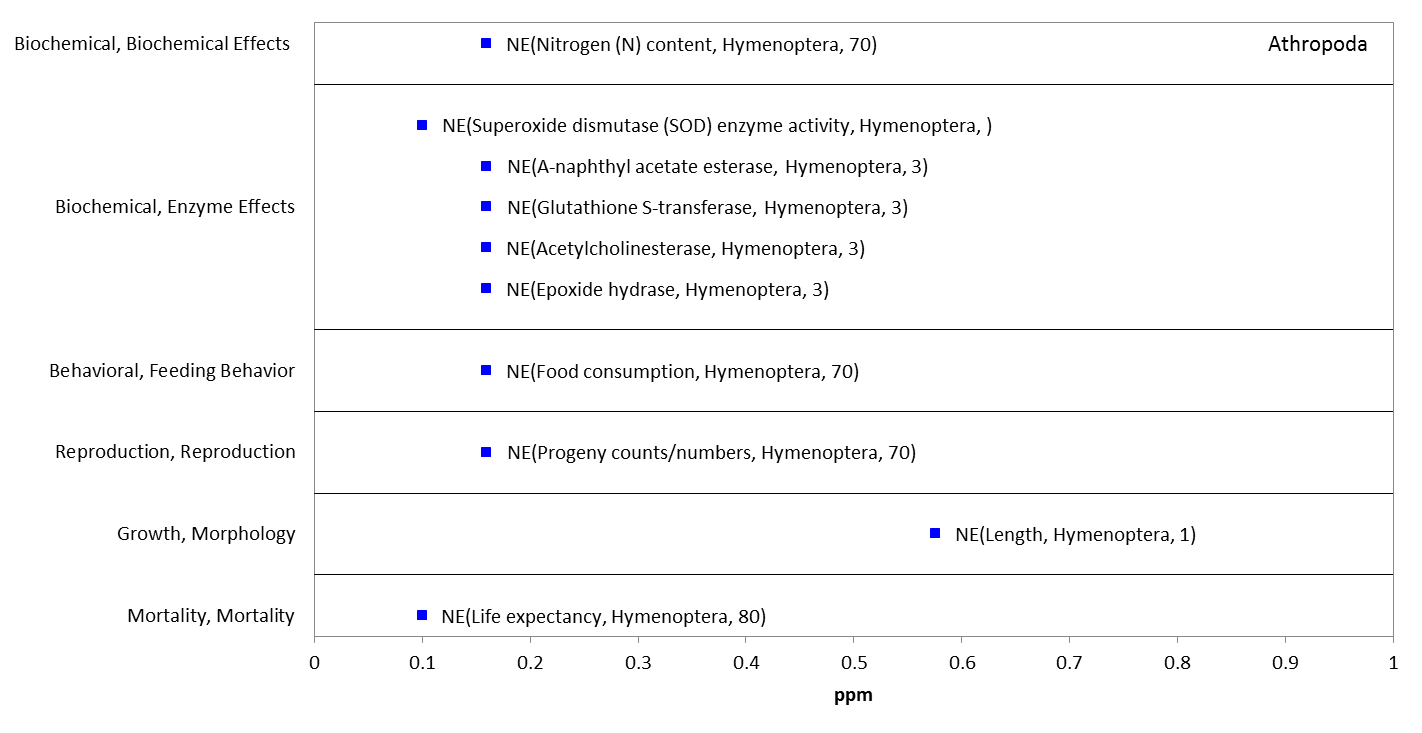 Biochemical, Biochemical Effects
NE(Nitrogen (N) content, Hymenoptera, 70)
Athropoda
NE(Superoxide dismutase (SOD) enzyme activity, Hymenoptera, )
NE(A-naphthyl acetate esterase, Hymenoptera, 3)
Biochemical, Enzyme Effects
NE(Glutathione S-transferase, Hymenoptera, 3)
NE(Acetylcholinesterase, Hymenoptera, 3)
NE(Epoxide hydrase, Hymenoptera, 3)
Behavioral, Feeding Behavior
NE(Food consumption, Hymenoptera, 70)
Reproduction, Reproduction
NE(Progeny counts/numbers, Hymenoptera, 70)
Growth, Morphology
NE(Length, Hymenoptera, 1)
Mortality, Mortality
NE(Life expectancy, Hymenoptera, 80)
0 0.1 0.2 0.3 0.4 0.5 0.6 0.7 0.8 0.9 1
ppm